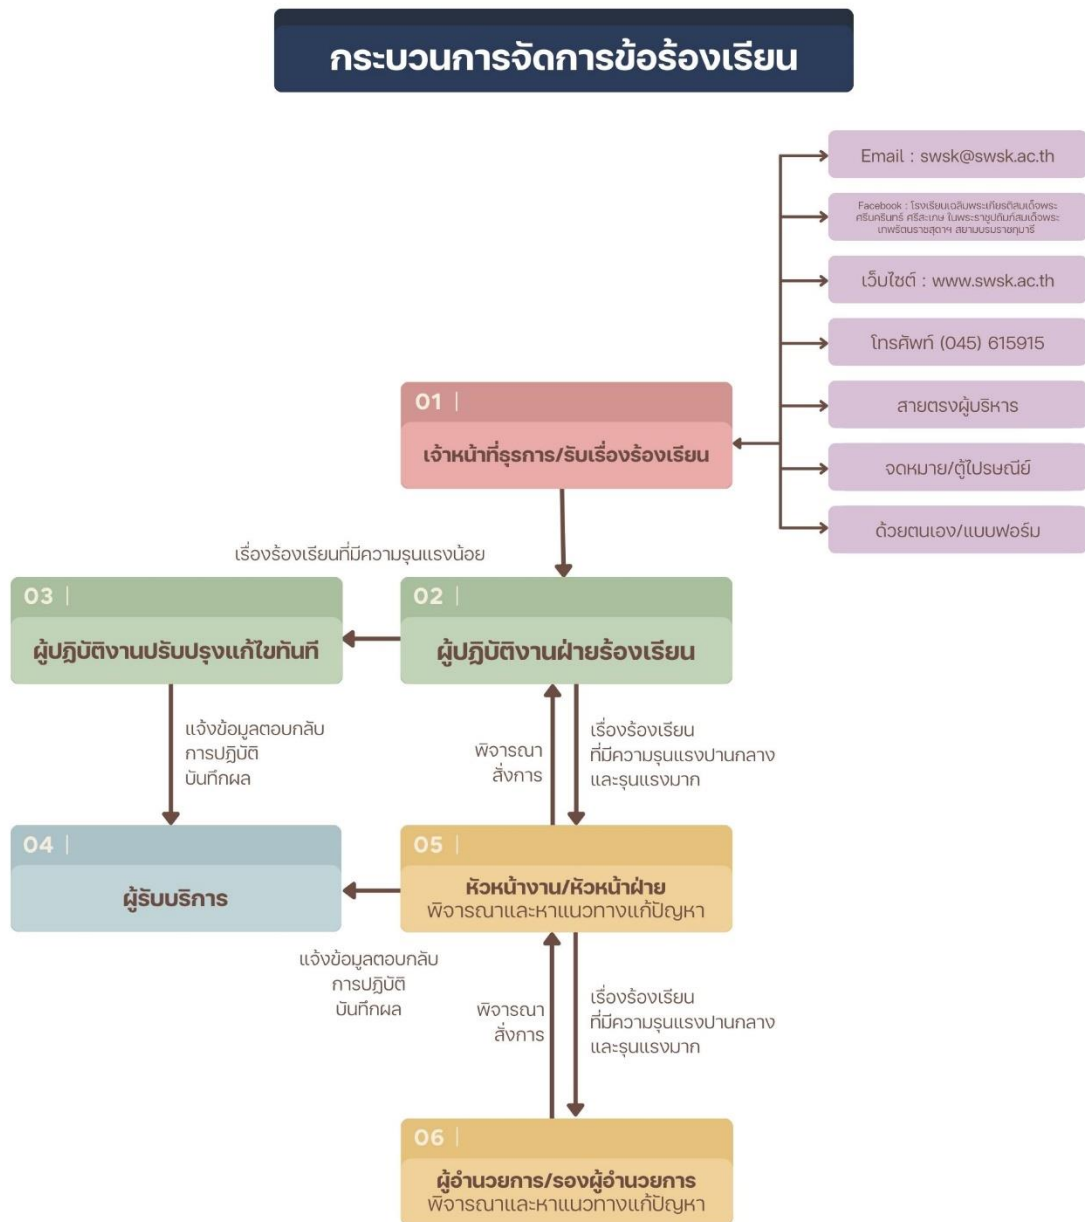 กระบวนการจัดการข้อร้องเรียน
Email : swsk@swsk.ac.th
Facebook : โรงเรียนเฉลิมพระเกียรติสมเด็จพระ
ศรีนครินทร์ ศรีสะเกษ ในพระราชูปถัมภ์สมเด็จพระ
เทพรัตนราชสุดาฯ สยามบรมราชกุมารี
เว็บไซต์ : www.swsk.ac.th
โทรศัพท์ (045) 615915
สายตรงผู้บริหาร
จดหมาย/ตู้ไปรษณีย์
ด้วยตนเอง/แบบฟอร์ม
01
เจ้าหน้าที่ธุรการ/รับเรื่องร้องเรียน
เรื่องร้องเรียนที่มีความรุนแรงน้อย
03
ผู้ปฏิบัติงานปรับปรุงแก้ไขทันที
02
ผู้ปฏิบัติงานฝ่ายร้องเรียน
แจ้งข้อมูลตอบกลับ
การปฏิบัติ
บันทึกผล
พิจารณา
สั่งการ
เรื่องร้องเรียน
ที่มีความรุนแรงปานกลาง
และรุนแรงมาก
04
ผู้รับบริการ
05
หัวหน้างาน/หัวหน้าฝ่าย
พิจารณาและหาแนวทางแก้ปัญหา
แจ้งข้อมูลตอบกลับ
การปฏิบัติ
บันทึกผล
พิจารณา
สั่งการ
เรื่องร้องเรียน
ที่มีความรุนแรงปานกลาง
และรุนแรงมาก
06
ผู้อำนวยการ/รองผู้อำนวยการ
พิจารณาและหาแนวทางแก้ปัญหา